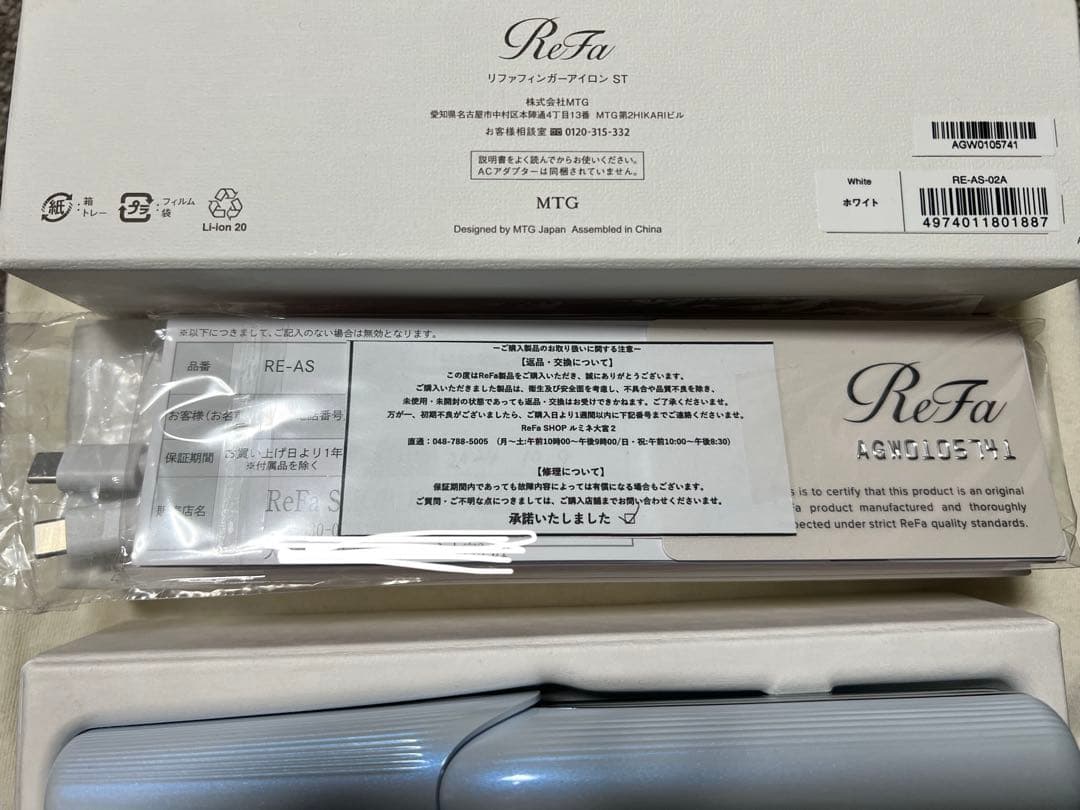 ReFa
リファフィンガーアイロン ST
株式会社MTG
愛知県名古屋市中村区本陣通4丁目13番 MTG第2HIKARIビル
お客様相談室 0120-315-332
説明書をよく読んでからお使いください。
ACアダプターは同梱されていません。
MTG
Designed by MTG Japan Assembled in China
紙 : 箱 トレー
プラ : フィルム 袋
Li-ion 20
AGW0105741
White
ホワイト
RE-AS-02A
4974011801887
※以下につきまして、ご記入のない場合は無効となります。
品番 RE-AS
お客様(お名 電話番号
保証期間 お買い上げ日より1年
※付属品を除く
店名 ReFa S
ーご購入製品のお取り扱いに関する注意ー
【返品・交換について】
この度はReFa製品をご購入いただき、誠にありがとうございます。
ご購入いただきました製品は、衛生及び安全面を考慮し、不具合や品質不良を除き、
未使用・未開封の状態であっても返品・交換はお受けできかねます。ご了承くださいませ。
万が一、初期不良がございましたら、ご購入日より1週間以内に下記番号までご連絡くださいませ。
ReFa SHOP ルミネ大宮2
直通:048-788-5005 (月〜土:午前10時00〜午後9時00/日・祝:午前10:00〜午後8:30)
【修理について】
保証期間内であっても故障内容によっては有償になる場合もございます。
ご質問・ご不明な点につきましては、ご購入店舗までお問い合わせくださいませ。
承諾いたしました ☑
ReFa
AGW0105741
s is to certify that this product is an original
Fa product manufactured and thoroughly
pected under strict ReFa quality standards.